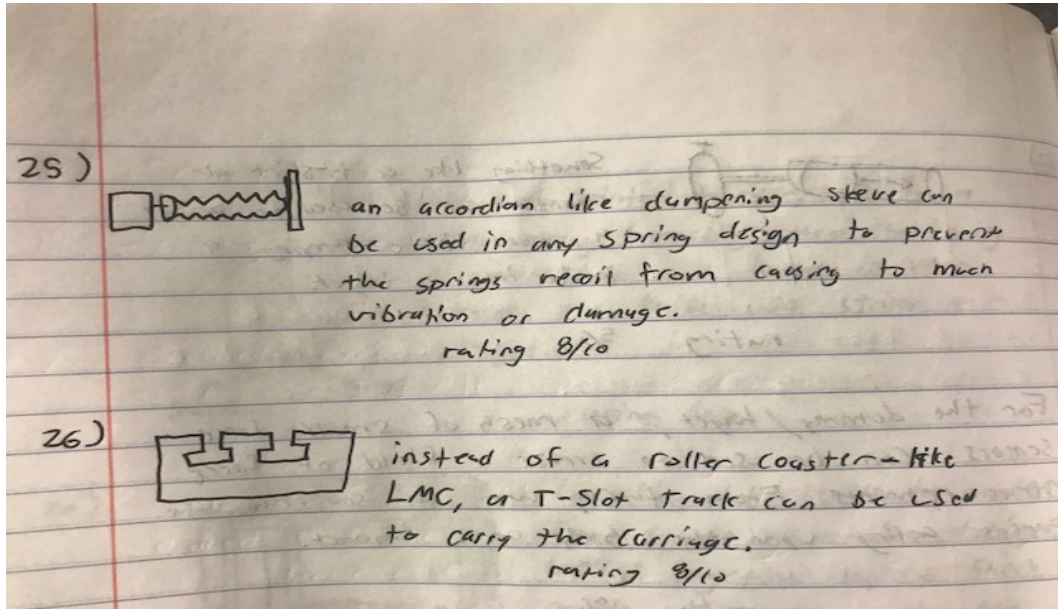 25)
an accordian like dampening skeve can
be used in any spring design to prevent
the springs recoil from causing to much
vibration or damage.
rating 8/10
26)
instead of a roller coaster-like
LMC, a T-Slot track can be used
to carry the carriage.
rating 8/10